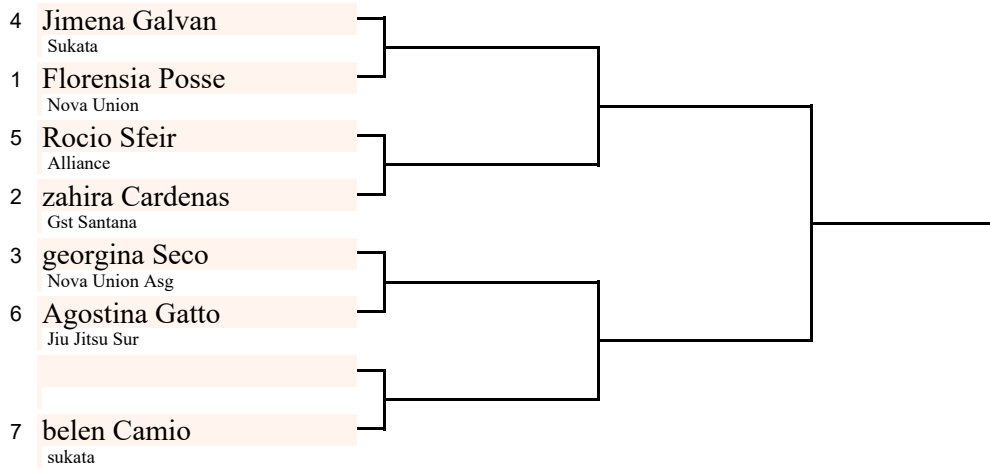 4 Jimena Galvan
Sukata
1 Florensia Posse
Nova Union
5 Rocio Sfeir
Alliance
2 zahira Cardenas
Gst Santana
3 georgina Seco
Nova Union Asg
6 Agostina Gatto
Jiu Jitsu Sur
7 belen Camio
sukata